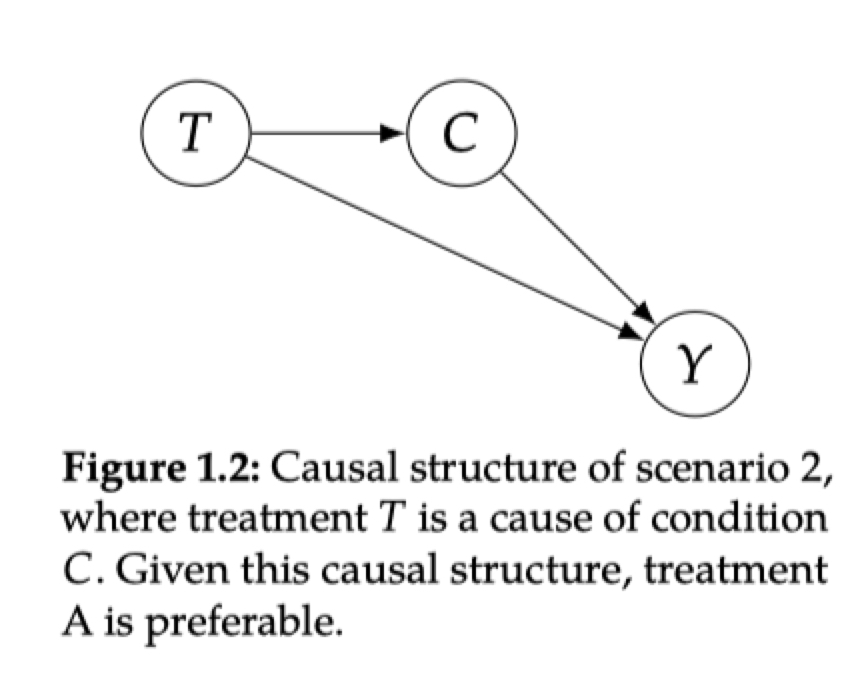 T
C
Y
Figure 1.2: Causal structure of scenario 2,
where treatment T is a cause of condition
C. Given this causal structure, treatment
A is preferable.